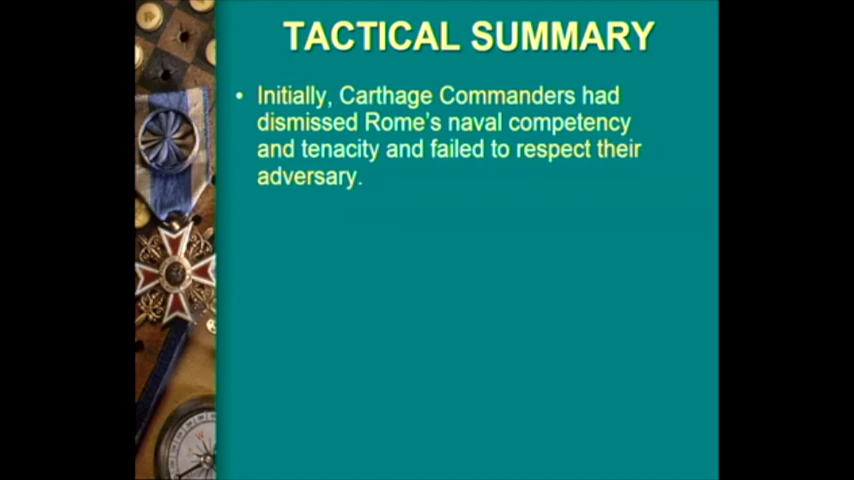 TACTICAL SUMMARY
• Initially, Carthage Commanders had
dismissed Rome's naval competency
and tenacity and failed to respect their
adversary.